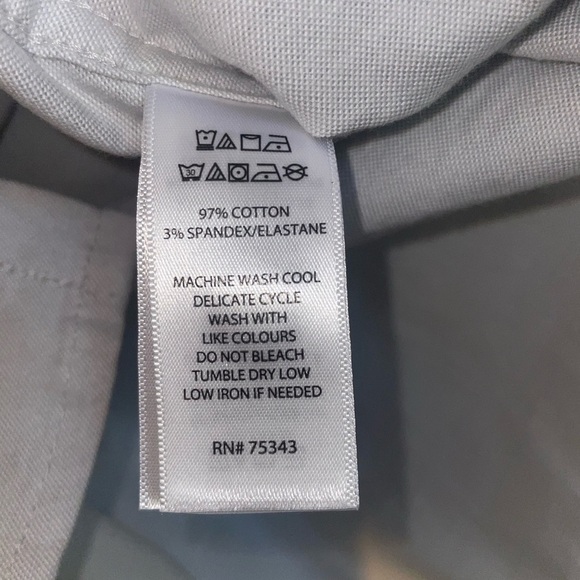 30
97% COTTON
3% SPANDEX/ELASTANE
MACHINE WASH COOL
DELICATE CYCLE
WASH WITH
LIKE COLOURS
DO NOT BLEACH
TUMBLE DRY LOW
LOW IRON IF NEEDED
RN# 75343